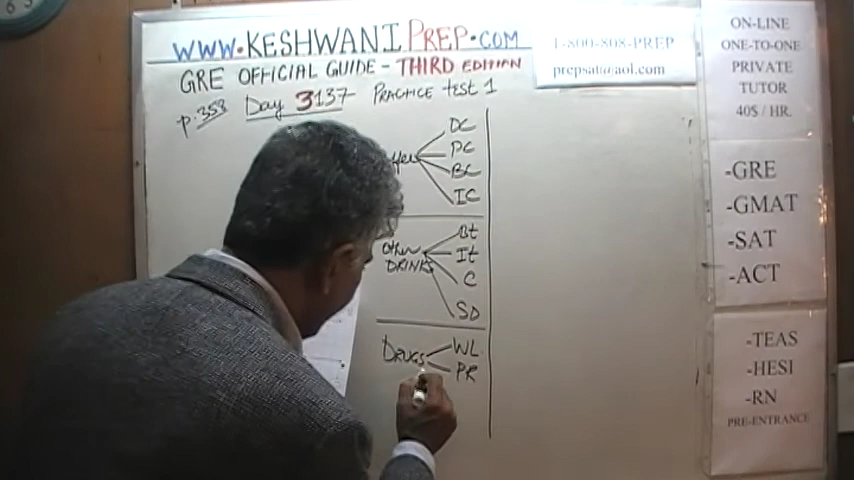 WWW.KESHWANIPREP.COM
GRE OFFICIAL GUIDE - THIRD EDITION
p.353 Day 3137 PRACTICE test 1
1-800-808-PREP
prepsat@aol.com
ON-LINE
ONE-TO-ONE
PRIVATE
TUTOR
40$ / HR.
-GRE
-GMAT
-SAT
-ACT
-TEAS
-HESI
-RN
PRE-ENTRANCE
DC
PC
BC
IC
Other DRINKS
Bt
It
C
SD
DRUGS
WL
PR